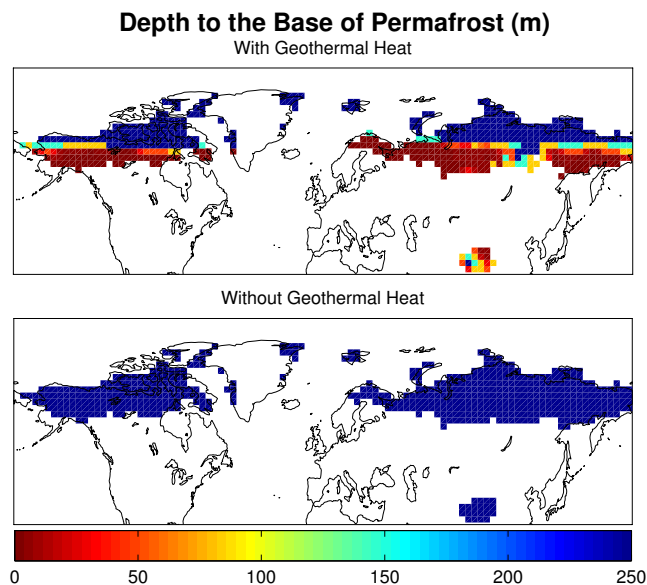 Depth to the Base of Permafrost (m)
With Geothermal Heat
Without Geothermal Heat
0 50 100 150 200 250